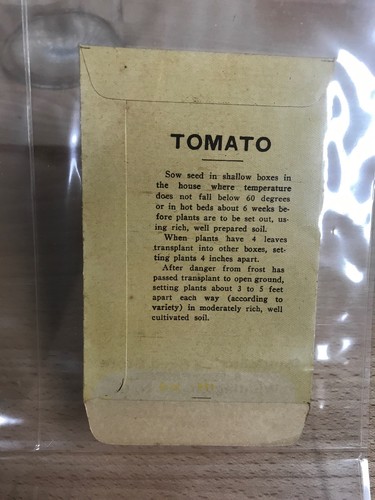 TOMATO
Sow seed in shallow boxes in
the house where temperature
does not fall below 60 degrees
or in hot beds about 6 weeks be-
fore plants are to be set out, us-
ing rich, well prepared soil.
When plants have 4 leaves
transplant into other boxes, set-
ting plants 4 inches apart.
After danger from frost has
passed transplant to open ground,
setting plants about 3 to 5 feet
apart each way (according to
variety) in moderately rich, well
cultivated soil.